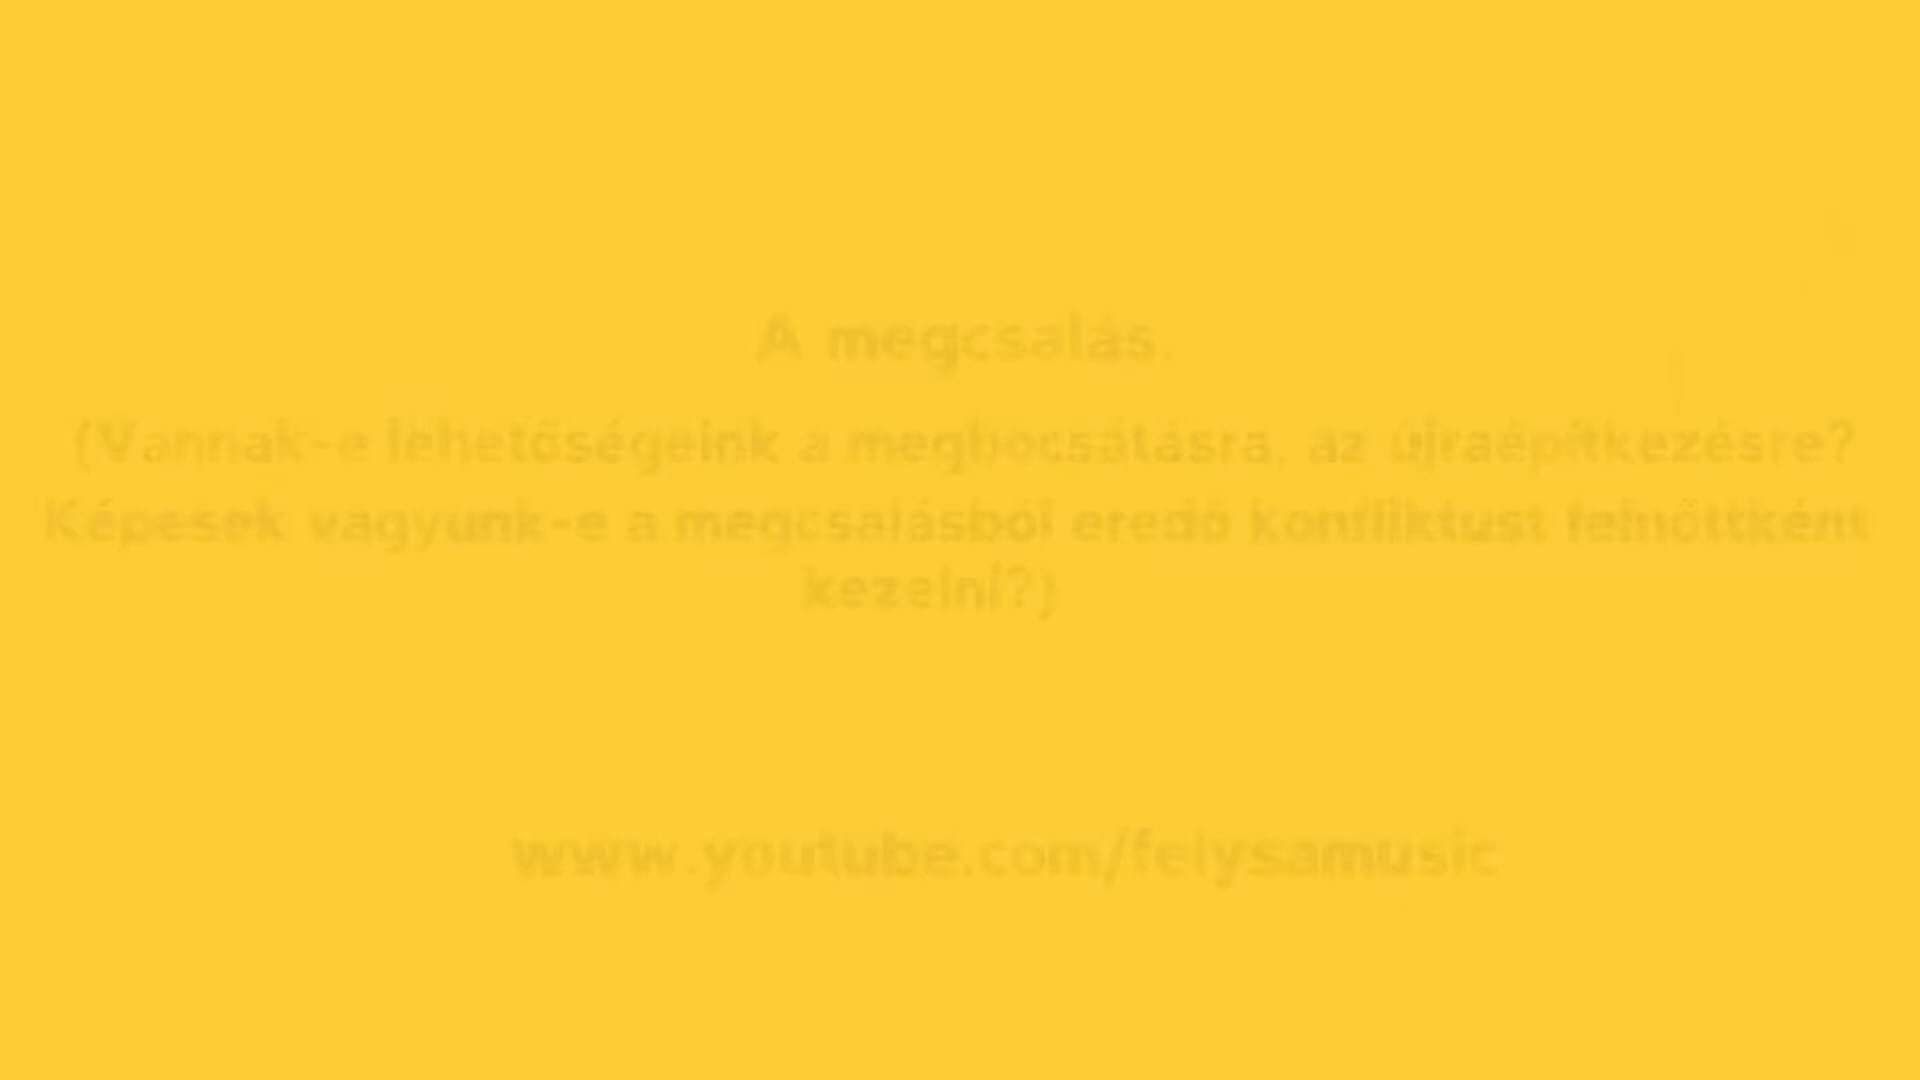 A megcsalás.
(Vannak-e lehetőségeink a megbocsátásra, az újraépítkezésre?
Képesek vagyunk-e a megcsalásból eredő konfliktust felnőttként
kezelni?)
www.youtube.com/felysamusic